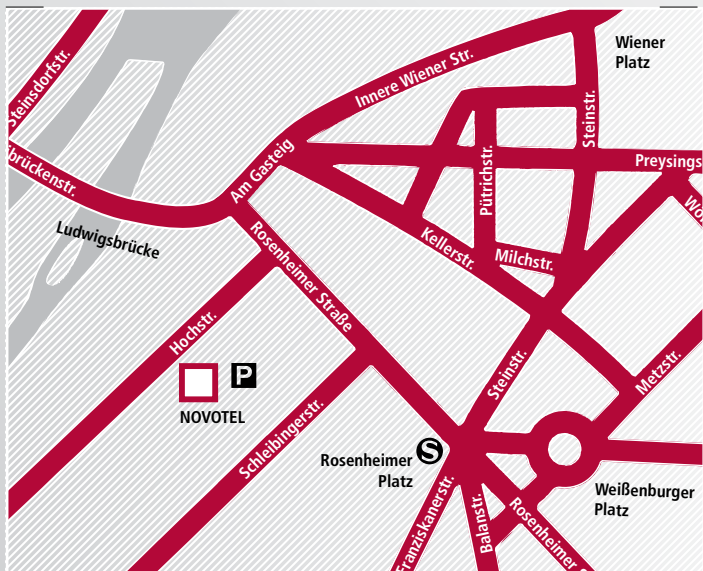 Wiener
Platz
Steinsdorfstr.
Innere Wiener Str.
Steinstr.
Am Gasteig
Pütrichstr.
Preysings
brückenstr.
Ludwigsbrücke
Rosenheimer Straße
Kellerstr.
Milchstr.
Hochstr.
P
NOVOTEL
Steinstr.
Metzstr.
Schleibingerstr.
S
Rosenheimer
Platz
Weißenburger
Platz
Franziskanerstr.
Balanstr.
Rosenheimer